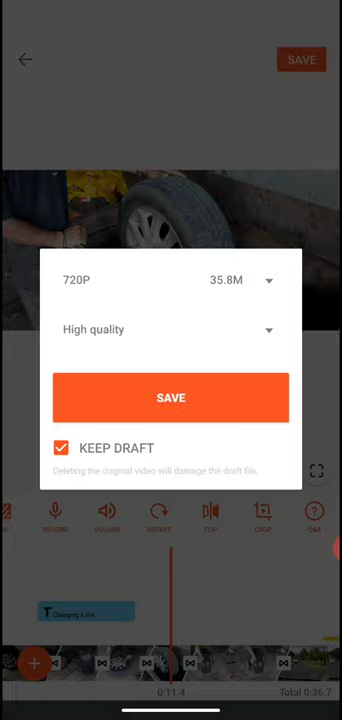 SAVE
720P 35.8M
High quality
SAVE
KEEP DRAFT
Deleting the original video will damage the draft file.
RECORD VOLUME ROTATE FLIP CROP Q&A
T Changing a tire
0:11.4 Total 0:36.7